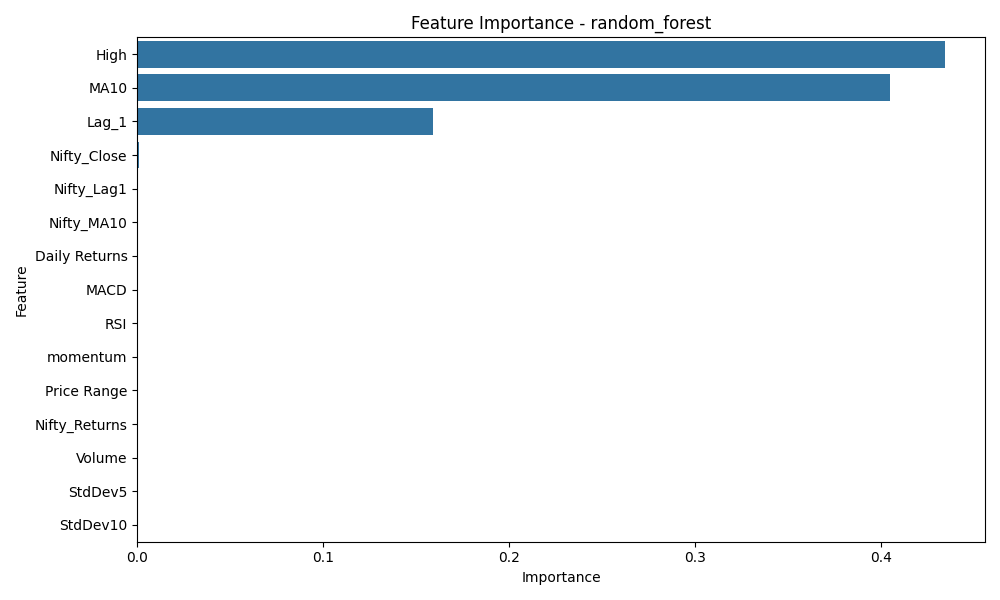 Feature Importance - random_forest
Feature
High
MA10
Lag_1
Nifty_Close
Nifty_Lag1
Nifty_MA10
Daily Returns
MACD
RSI
momentum
Price Range
Nifty_Returns
Volume
StdDev5
StdDev10
0.0 0.1 0.2 0.3 0.4
Importance